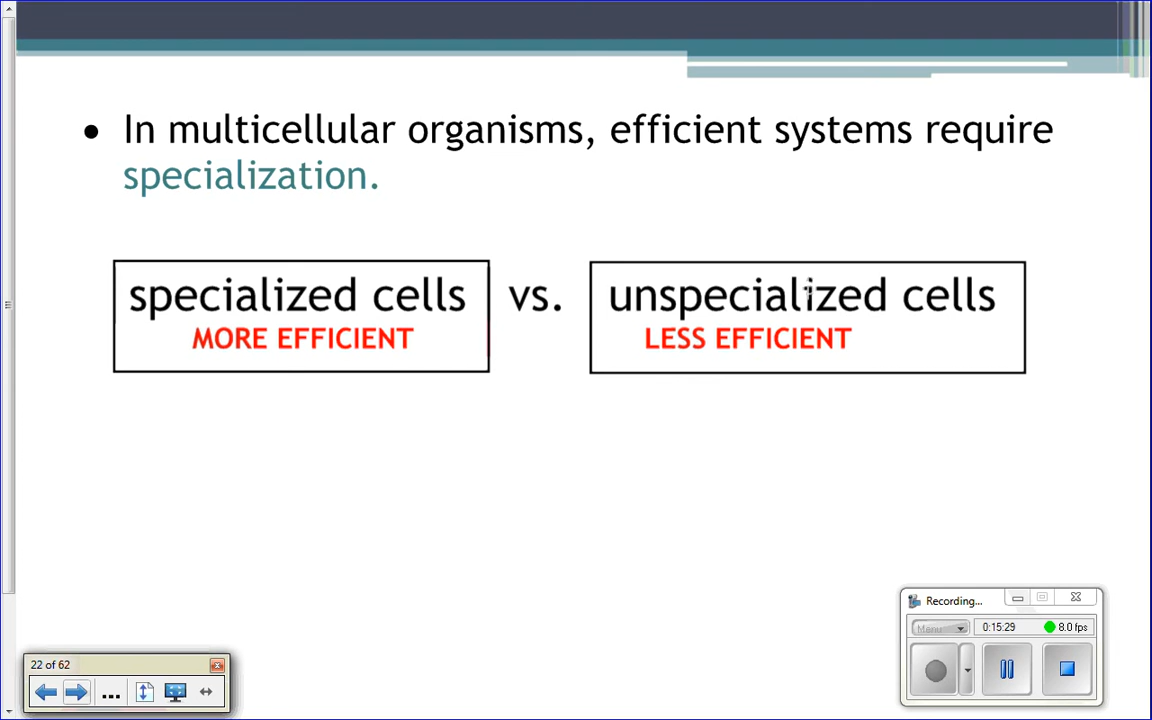 • In multicellular organisms, efficient systems require
specialization.
specialized cells vs. unspecialized cells
MORE EFFICIENT LESS EFFICIENT
Recording...
Menu 0:15:29 8.0 fps
22 of 62
...